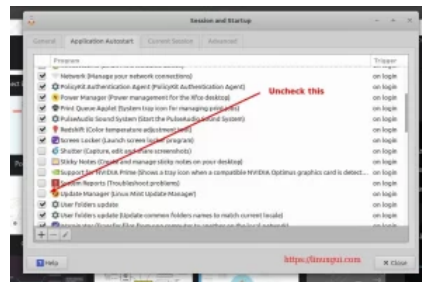 Session and Startup
General Application Autostart Current Session Advanced
Program Trigger
Network (Manage your network connections) on login
PolicyKit Authentication Agent (PolicyKit Authentication Agent) on login
Power Manager (Power management for the Xfce desktop) on login
Print Queue Applet (System tray icon for managing print jobs) on login
PulseAudio Sound System (Start the PulseAudio Sound System) on login
Redshift (Color temperature adjustment tool) on login
Screen Locker (Launch screen locker program) on login
Shutter (Capture, edit and share screenshots) on login
Sticky Notes (Create and manage sticky notes on your desktop) on login
Support for NVIDIA Prime (Shows a tray icon when a compatible NVIDIA Optimus graphics card is detect... on login
System Reports (Troubleshoot problems) on login
Update Manager (Linux Mint Update Manager) on login
User folders update on login
User folders update (Update common folders names to match current locale) on login
on login
Uncheck this
Help
https://linuxgui.com
Close